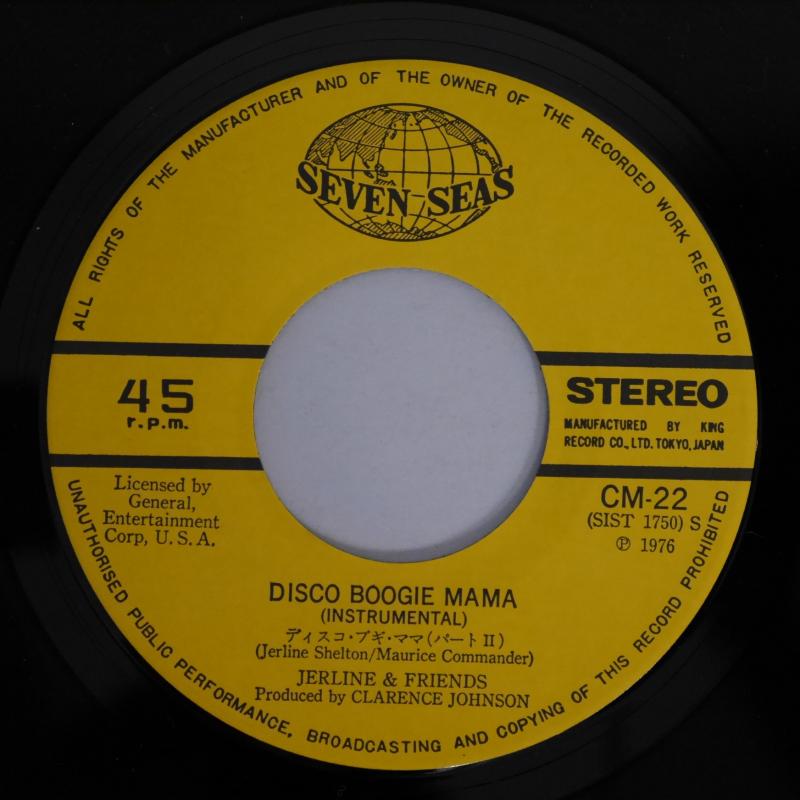 ALL RIGHTS OF THE MANUFACTURER AND OF THE OWNER OF THE RECORDED WORK RESERVED
SEVEN SEAS
45
r.p.m.
STEREO
MANUFACTURED BY KING
RECORD CO., LTD. TOKYO, JAPAN
Licensed by
General,
Entertainment
Corp, U.S.A.
CM-22
(SIST 1750) S
Ⓟ 1976
DISCO BOOGIE MAMA
(INSTRUMENTAL)
ディスコ・ブギ・ママ(パートII)
(Jerline Shelton/Maurice Commander)
JERLINE & FRIENDS
Produced by CLARENCE JOHNSON
UNAUTHORISED PUBLIC PERFORMANCE, BROADCASTING AND COPYING OF THIS RECORD PROHIBITED